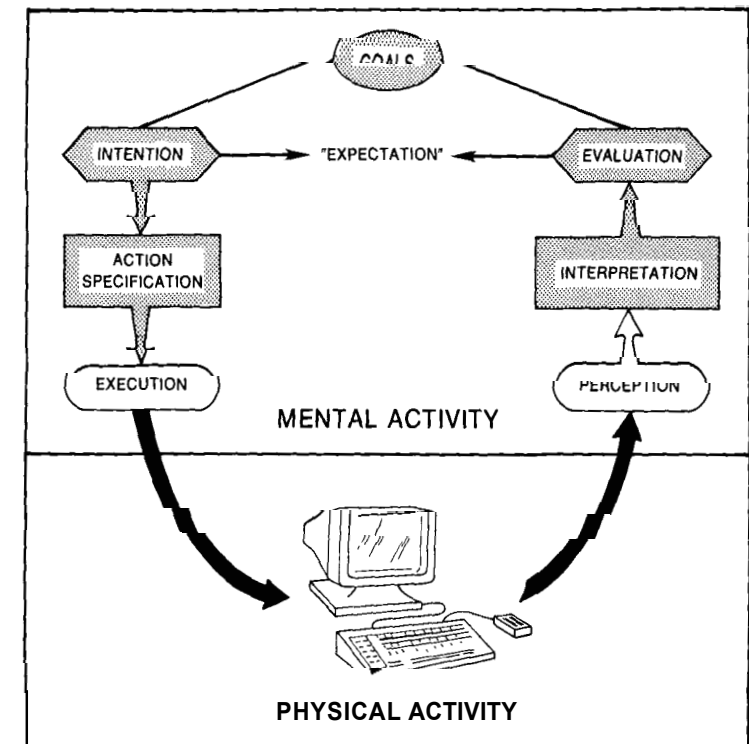 GOALS
INTENTION
"EXPECTATION"
EVALUATION
ACTION
SPECIFICATION
INTERPRETATION
EXECUTION
PERCEPTION
MENTAL ACTIVITY
PHYSICAL ACTIVITY